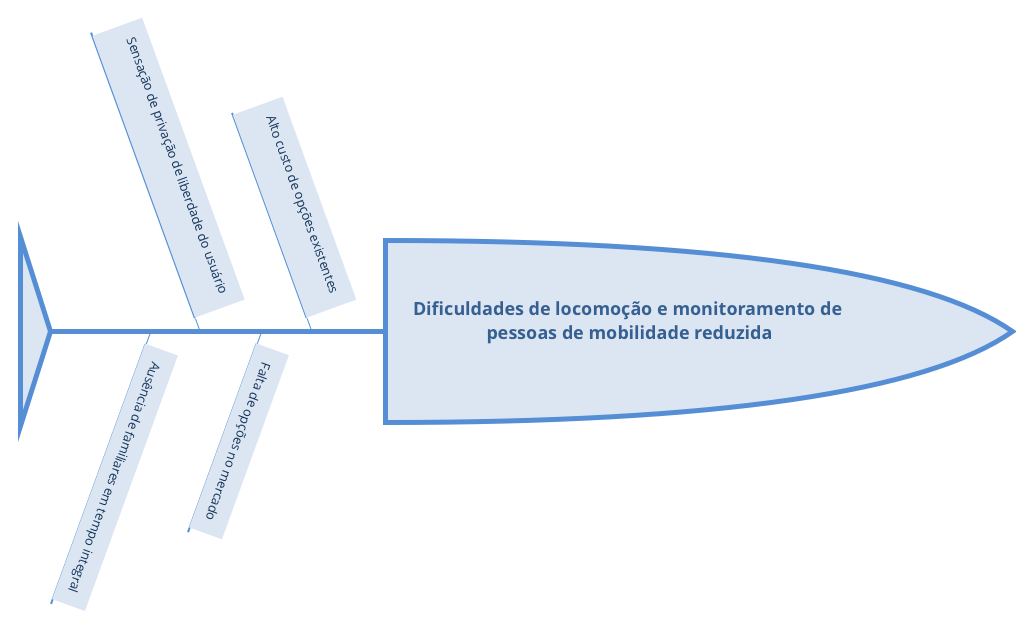 Sensação de privação de liberdade do usuário
Alto custo de opções existentes
Dificuldades de locomoção e monitoramento de
pessoas de mobilidade reduzida
Ausência de familiares em tempo integral
Falta de opções no mercado